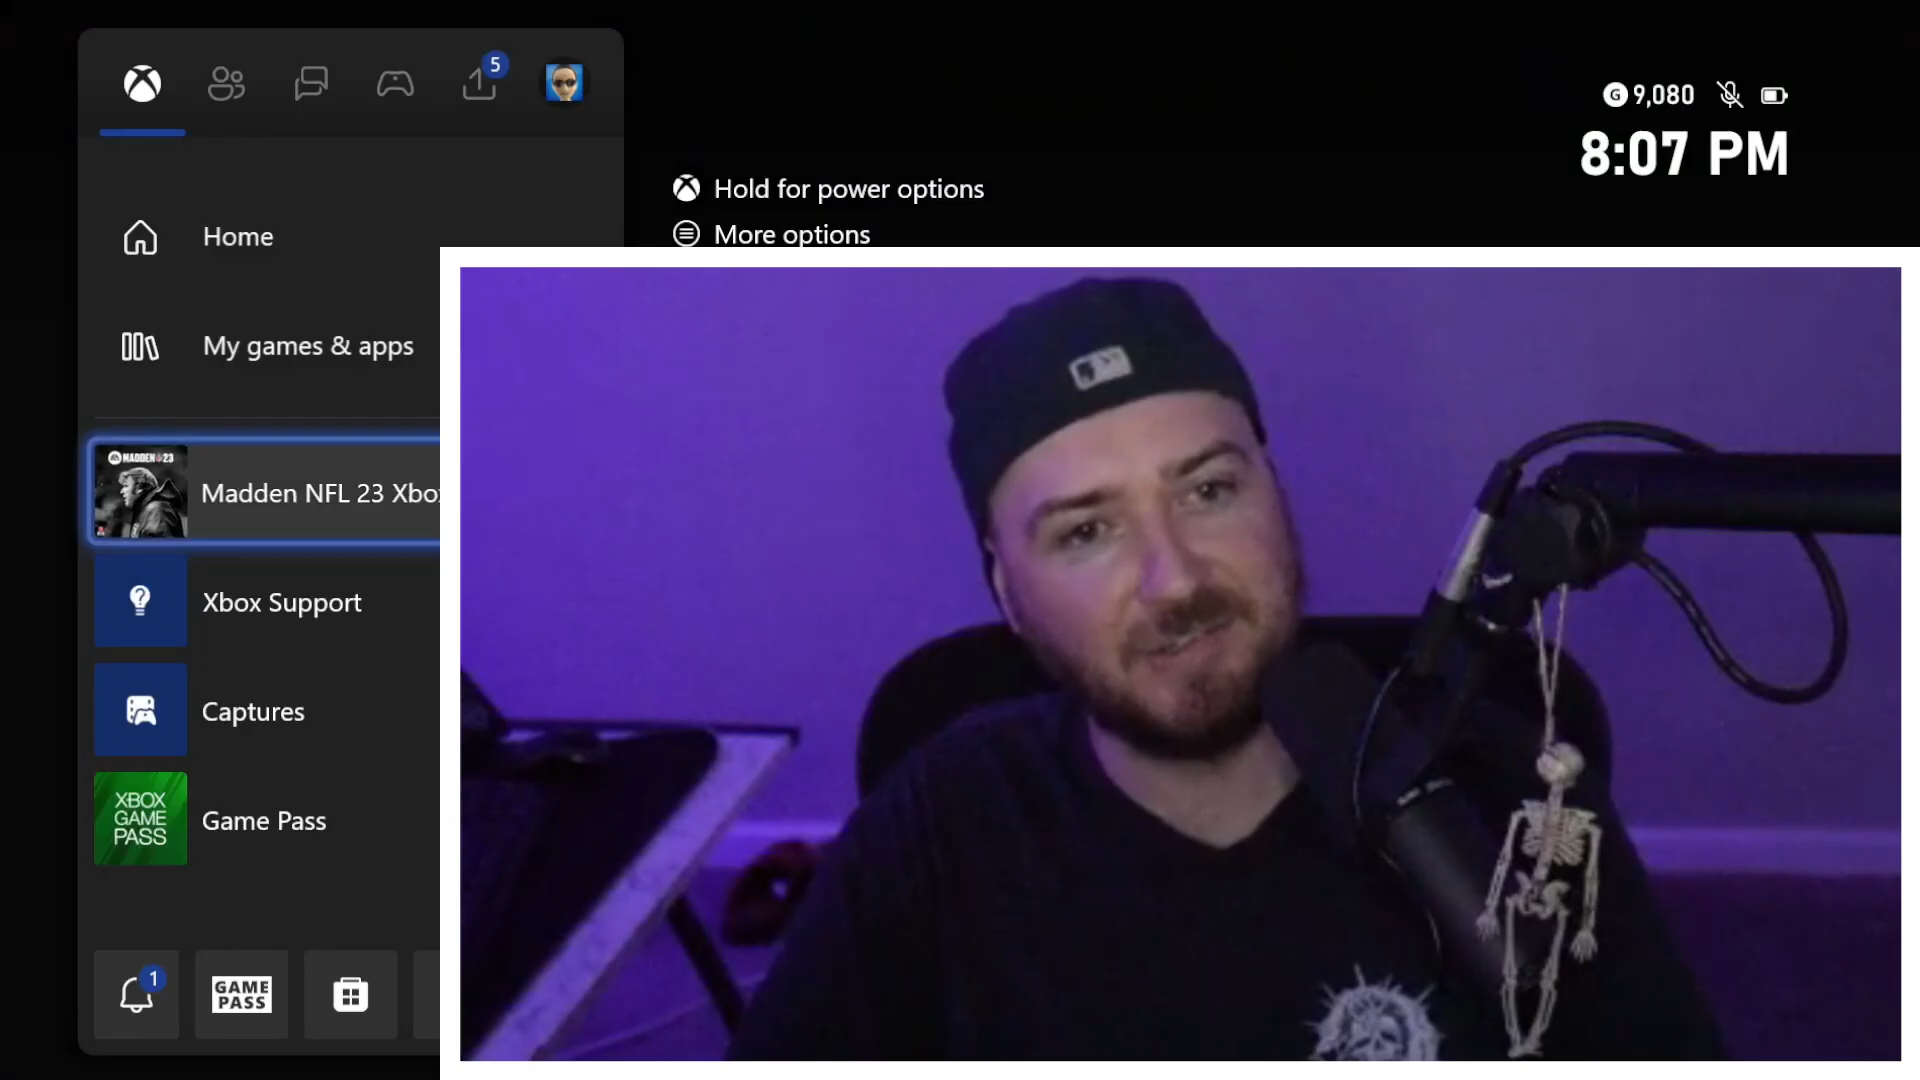 5
9,080
8:07 PM
Hold for power options
More options
Home
My games & apps
MADDEN 23
Madden NFL 23 Xbo
Xbox Support
Captures
XBOX
GAME
PASS
Game Pass
1
GAME
PASS